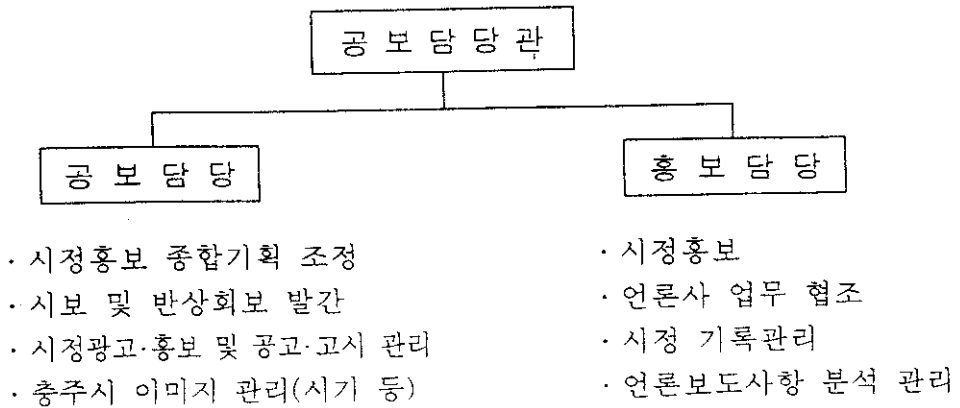 공 보 담 당 관
공 보 담 당
· 시정홍보 종합기획 조정
· 시보 및 반상회보 발간
· 시정광고·홍보 및 공고·고시 관리
· 충주시 이미지 관리(시기 등)
홍 보 담 당
· 시정홍보
· 언론사 업무 협조
· 시정 기록관리
· 언론보도사항 분석 관리